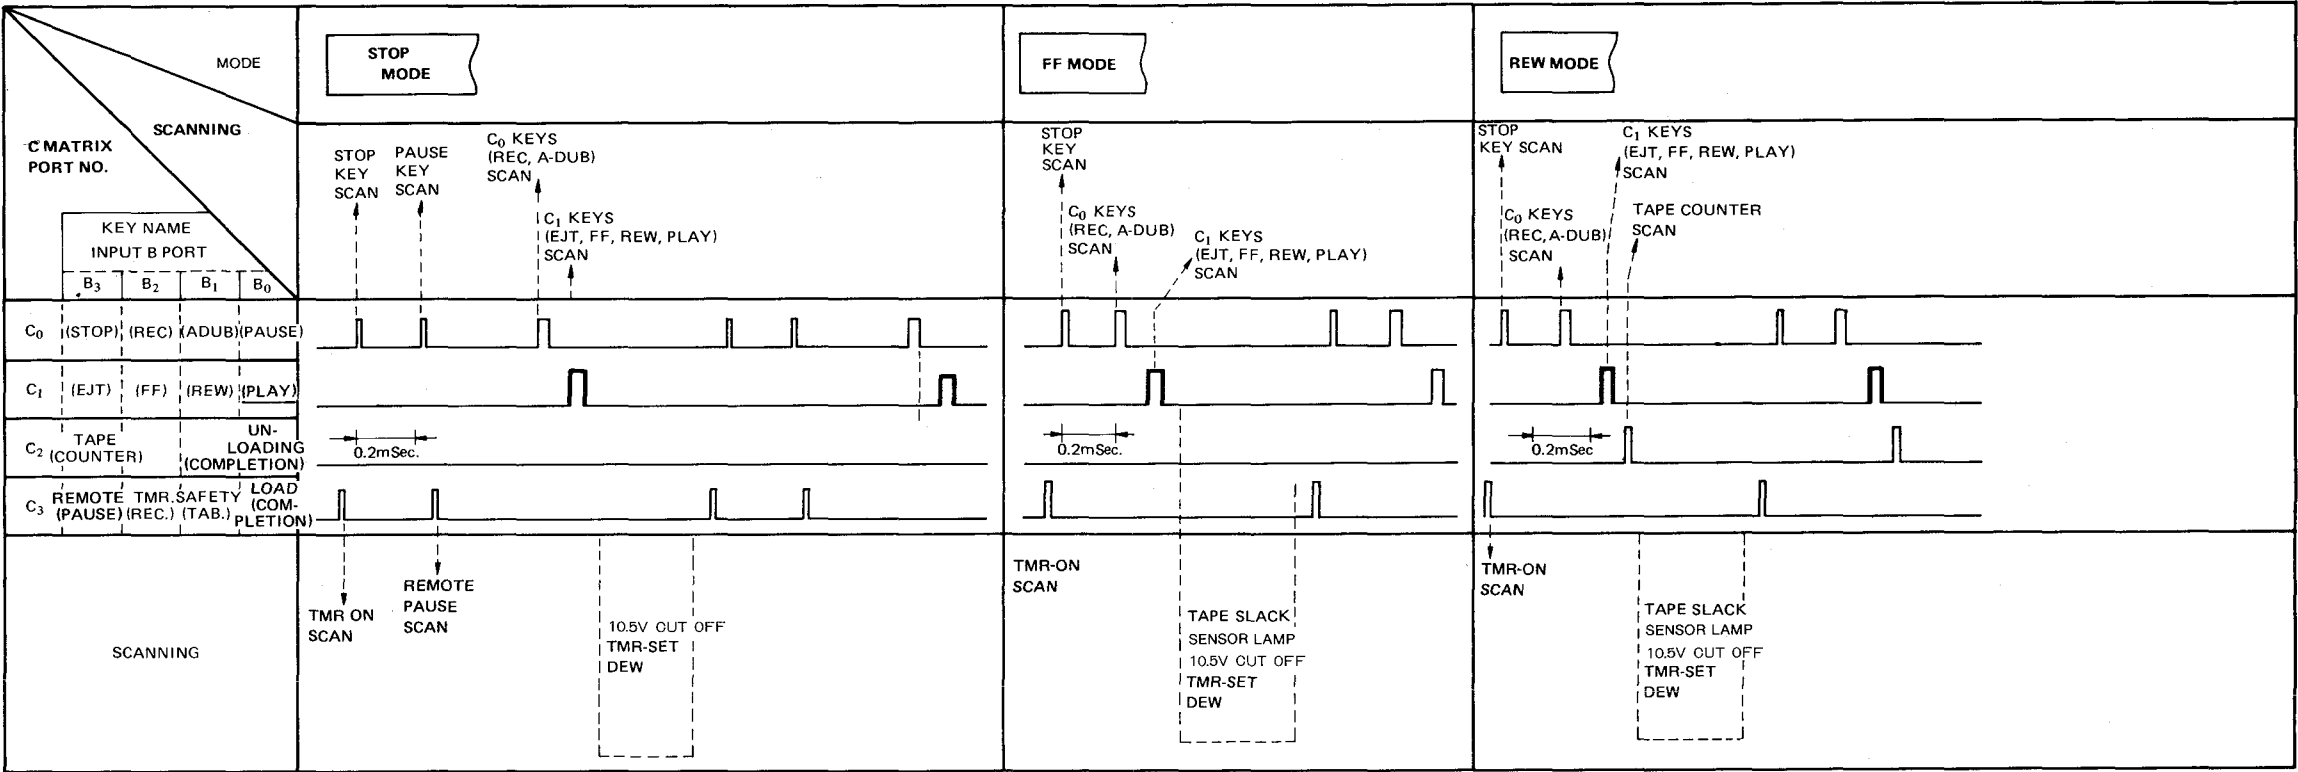 MODE
SCANNING
C MATRIX
PORT NO.
KEY NAME
INPUT B PORT
B3 B2 B1 B0
STOP
MODE
FF MODE
REW MODE
STOP
KEY
SCAN
PAUSE
KEY
SCAN
C0 KEYS
(REC, A-DUB)
SCAN
C1 KEYS
(EJT, FF, REW, PLAY)
SCAN
STOP
KEY
SCAN
C0 KEYS
(REC, A-DUB)
SCAN
C1 KEYS
(EJT, FF, REW, PLAY)
SCAN
STOP
KEY SCAN
C0 KEYS
(REC, A-DUB)
SCAN
C1 KEYS
(EJT, FF, REW, PLAY)
SCAN
TAPE COUNTER
SCAN
C0 (STOP) (REC) (ADUB) (PAUSE)
C1 (EJT) (FF) (REW) (PLAY)
C2 TAPE
(COUNTER)
UN-
LOADING
(COMPLETION)
0.2mSec.
0.2mSec.
0.2mSec
C3 REMOTE
(PAUSE)
TMR.
(REC.)
SAFETY
(TAB.)
LOAD
(COM-
PLETION)
SCANNING
TMR ON
SCAN
REMOTE
PAUSE
SCAN
10.5V CUT OFF
TMR-SET
DEW
TMR-ON
SCAN
TAPE SLACK
SENSOR LAMP
10.5V CUT OFF
TMR-SET
DEW
TMR-ON
SCAN
TAPE SLACK
SENSOR LAMP
10.5V CUT OFF
TMR-SET
DEW